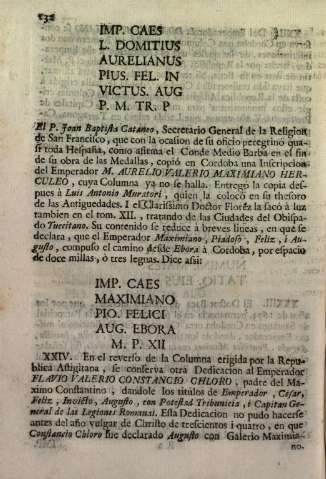 132
IMP. CAES
L. DOMITIUS
AURELIANUS
PIUS. FEL. IN
VICTUS. AUG
P. M. TR. P
El P. Joan Baptista Cataneo, Secretario General de la Religion
de San Francisco, que con la ocasion de su oficio peregrinò qua-
si toda Hespaña, como afirma el Conde Medio Barba en el fin
de su obra de las Medallas, copiò en Cordoba una Inscripcion
del Emperador M. AURELIO VALERIO MAXIMIANO HER-
CULEO, cuya Columna ya no se halla. Entregò la copia des-
pues à Luis Antonio Muratori, quien la colocò en su thesoro
de las Antiguedades. I el Clarissimo Doctor Florez la sacò à luz
tambien en el tom. XII. tratando de las Ciudades del Obispa-
do Tuccitano. Su contenido se reduce à breves lineas, en que se
declara, que el Emperador Maximiano, Piadoso, Feliz, i Au-
gusto, compuso el camino desde Ebora à Cordoba, por espacio
de doce millas, ò tres leguas. Dice assi:
IMP. CAES
MAXIMIANO
PIO. FELICI
AUG. EBORA
M. P. XII
XXIV. En el reverso de la Columna erigida por la Repu-
blica Astigitana, se conserva otra Dedicacion al Emperador
FLAVIO VALERIO CONSTANCIO CHLORO, padre del Ma-
ximo Constantino, dandole los titulos de Emperador, Cesar,
Feliz, Invicto, Augusto, con Potestad Tribunicia, i Capitan Ge-
neral de las Legiones Romanas. Esta Dedicacion no pudo hacerse
antes del año vulgar de Christo de trescientos i quatro, en que
Constancio Chloro fue declarado Augusto con Galerio Maximia-
no.